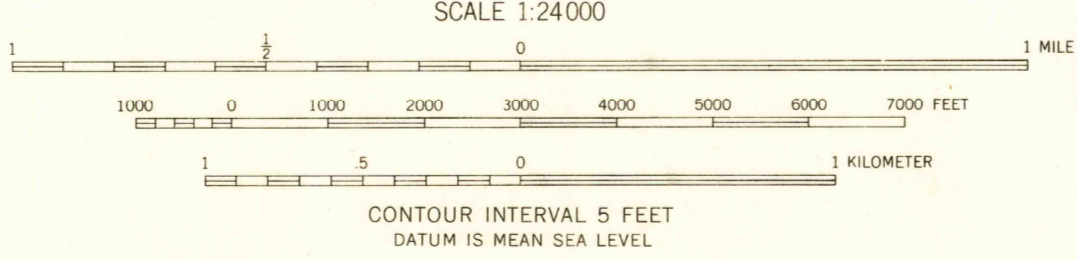 SCALE 1:24000
1 ½ 0 1 MILE
1000 0 1000 2000 3000 4000 5000 6000 7000 FEET
1 .5 0 1 KILOMETER
CONTOUR INTERVAL 5 FEET
DATUM IS MEAN SEA LEVEL